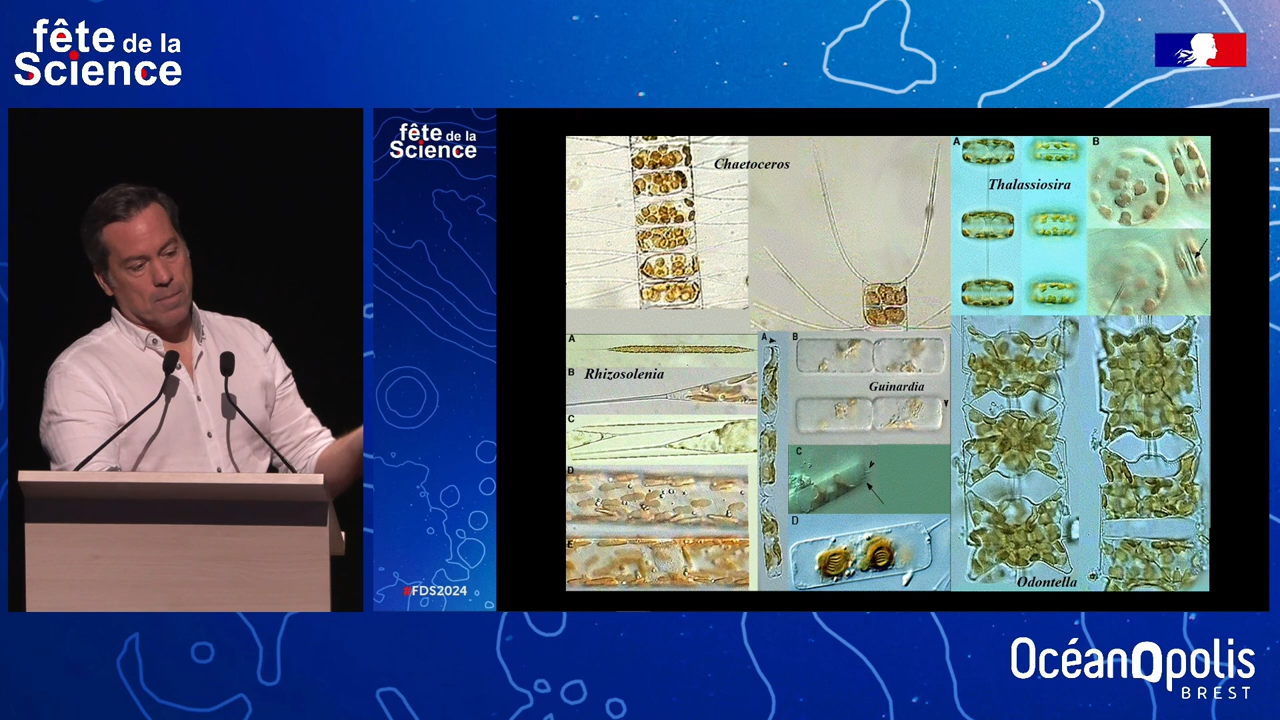 fête de la
Science
fête de la
Science
#FDS2024
Chaetoceros
A
B
Thalassiosira
A
B
Rhizosolenia
C
D
E
A
B
Guinardia
C
D
Odontella
OcéanOpolis
BREST